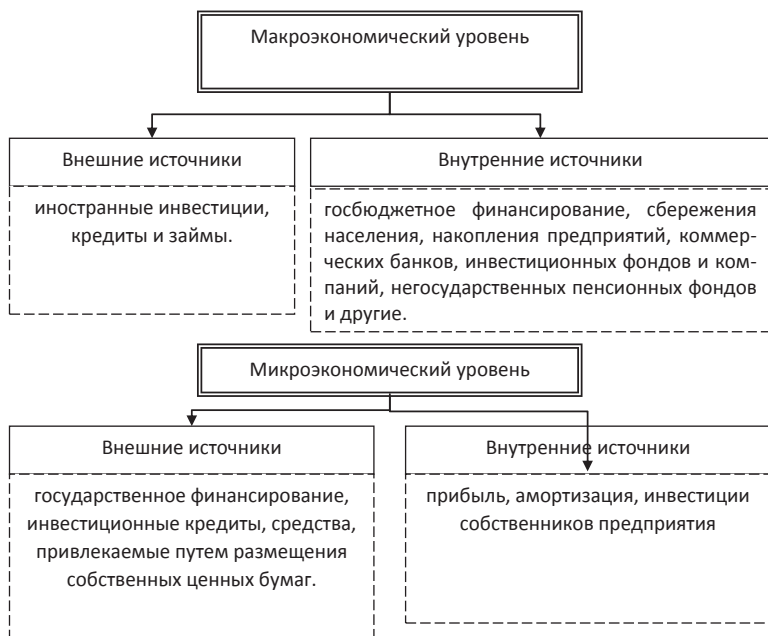 Макроэкономический уровень
Внешние источники
иностранные инвестиции,
кредиты и займы.
Внутренние источники
госбюджетное финансирование, сбережения
населения, накопления предприятий, коммер-
ческих банков, инвестиционных фондов и ком-
паний, негосударственных пенсионных фондов
и другие.
Микроэкономический уровень
Внешние источники
государственное финансирование,
инвестиционные кредиты, средства,
привлекаемые путем размещения
собственных ценных бумаг.
Внутренние источники
прибыль, амортизация, инвестиции
собственников предприятия